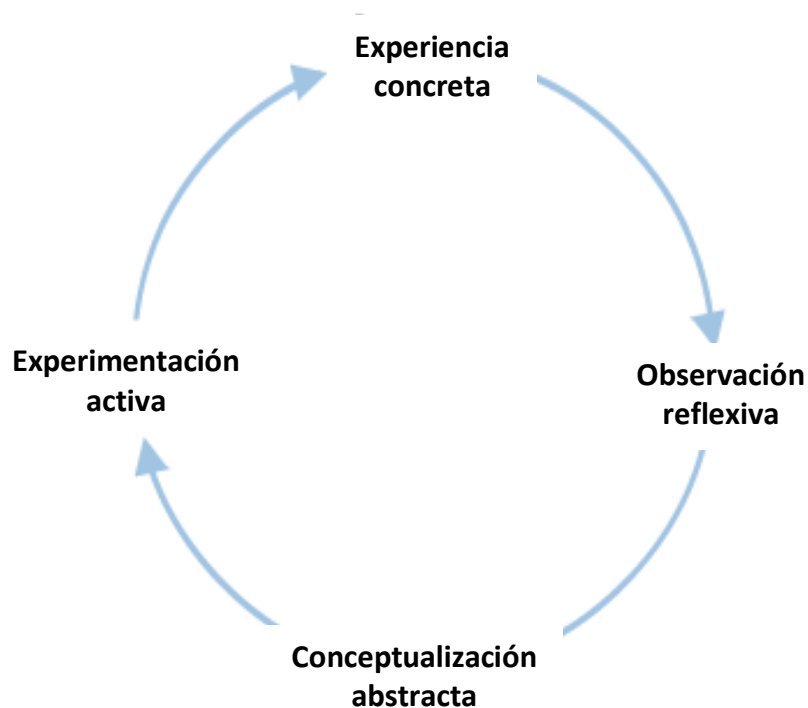 Experiencia
concreta
Experimentación
activa
Observación
reflexiva
Conceptualización
abstracta